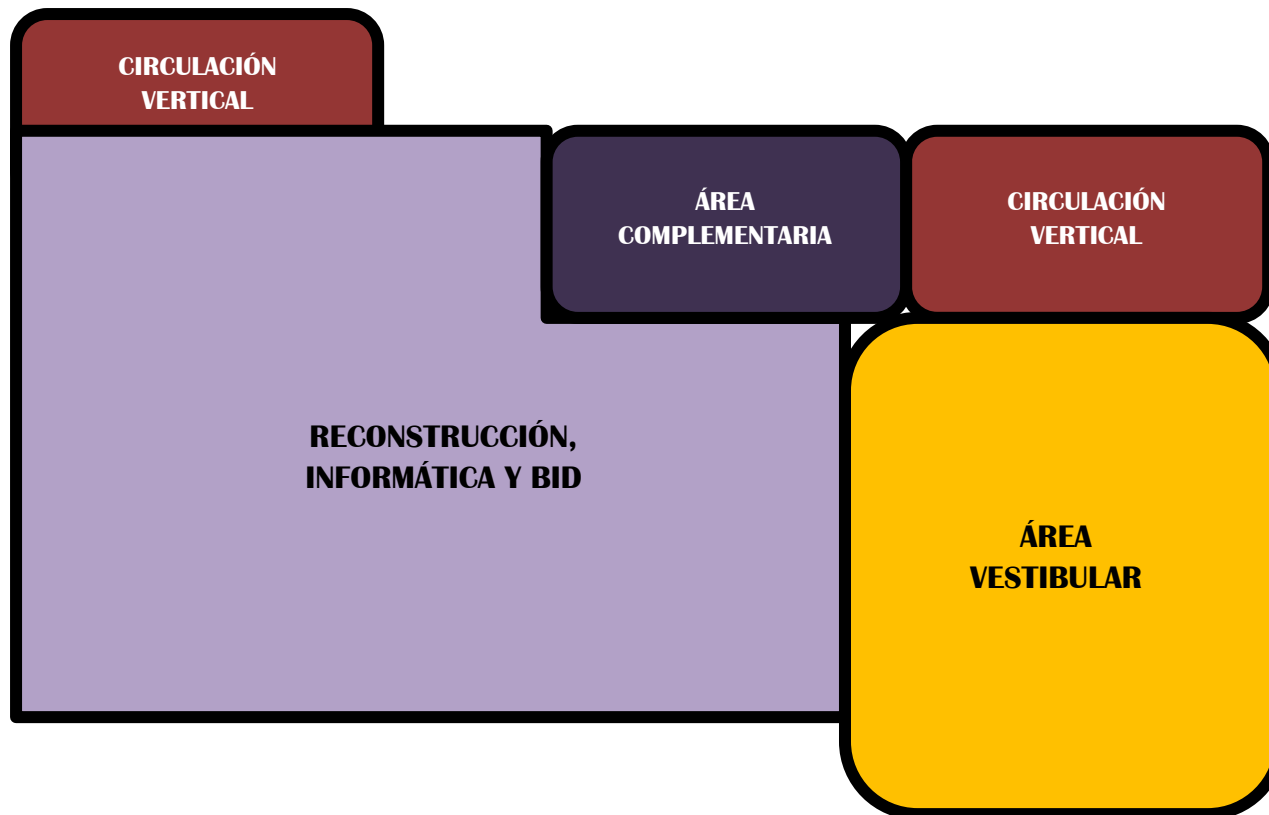 CIRCULACIÓN
VERTICAL
ÁREA
COMPLEMENTARIA
CIRCULACIÓN
VERTICAL
RECONSTRUCCIÓN,
INFORMÁTICA Y BID
ÁREA
VESTIBULAR